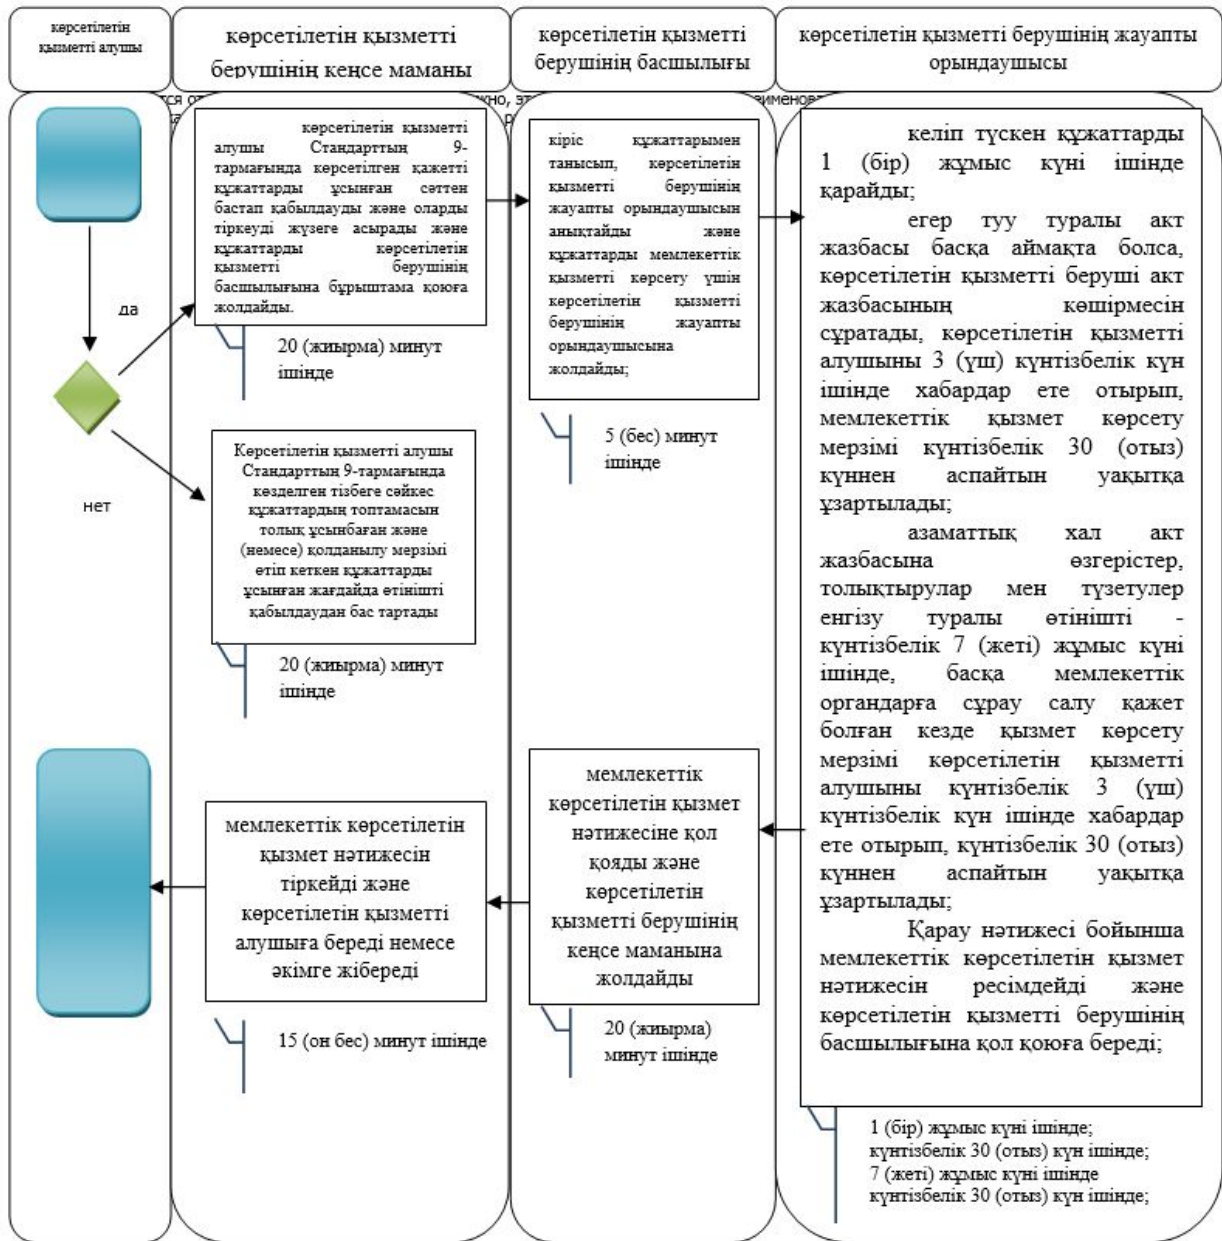 көрсетілетін
қызметті алушы
көрсетілетін қызметті
берушінің кеңсе маманы
көрсетілетін қызметті
берушінің басшылығы
көрсетілетін қызметті берушінің жауапты
орындаушысы
көрсетілетін қызметті
алушы Стандарттың 9-
тармағында көрсетілген қажетті
құжаттарды ұсынған сәттен
бастап қабылдауды және оларды
тіркеуді жүзеге асырады және
құжаттарды көрсетілетін
қызметті берушінің
басшылығына бұрыштама қоюға
жолдайды.
20 (жиырма) минут
ішінде
да
нет
Көрсетілетін қызметті алушы
Стандарттың 9-тармағында
көзделген тізбеге сәйкес
құжаттардың топтамасын
толық ұсынбаған және
(немесе) қолданылу мерзімі
өтіп кеткен құжаттарды
ұсынған жағдайда өтінішті
қабылдаудан бас тартады
20 (жиырма) минут
ішінде
кіріс құжаттарымен
танысып, көрсетілетін
қызметті берушінің
жауапты орындаушысын
анықтайды және
құжаттарды мемлекеттік
қызметті көрсету үшін
көрсетілетін қызметті
берушінің жауапты
орындаушысына
жолдайды;
5 (бес) минут
ішінде
келіп түскен құжаттарды
1 (бір) жұмыс күні ішінде
қарайды;
егер туу туралы акт
жазбасы басқа аймақта болса,
көрсетілетін қызметті беруші акт
жазбасының көшірмесін
сұратады, көрсетілетін қызметті
алушыны 3 (үш) күнтізбелік күн
ішінде хабардар ете отырып,
мемлекеттік қызмет көрсету
мерзімі күнтізбелік 30 (отыз)
күннен аспайтын уақытқа
ұзартылады;
азаматтық хал акт
жазбасына өзгерістер,
толықтырулар мен түзетулер
енгізу туралы өтінішті -
күнтізбелік 7 (жеті) жұмыс күні
ішінде, басқа мемлекеттік
органдарға сұрау салу қажет
болған кезде қызмет көрсету
мерзімі көрсетілетін қызметті
алушыны күнтізбелік 3 (үш)
күнтізбелік күн ішінде хабардар
ете отырып, күнтізбелік 30 (отыз)
күннен аспайтын уақытқа
ұзартылады;
Қарау нәтижесі бойынша
мемлекеттік көрсетілетін қызмет
нәтижесін ресімдейді және
көрсетілетін қызметті берушінің
басшылығына қол қоюға береді;
1 (бір) жұмыс күні ішінде;
күнтізбелік 30 (отыз) күн ішінде;
7 (жеті) жұмыс күні ішінде
күнтізбелік 30 (отыз) күн ішінде;
мемлекеттік
көрсетілетін қызмет
нәтижесіне қол
қояды және
көрсетілетін
қызметті берушінің
кеңсе маманына
жолдайды
20 (жиырма)
минут ішінде
мемлекеттік көрсетілетін
қызмет нәтижесін
тіркейді және
көрсетілетін қызметті
алушыға береді немесе
әкімге жібереді
15 (он бес) минут ішінде